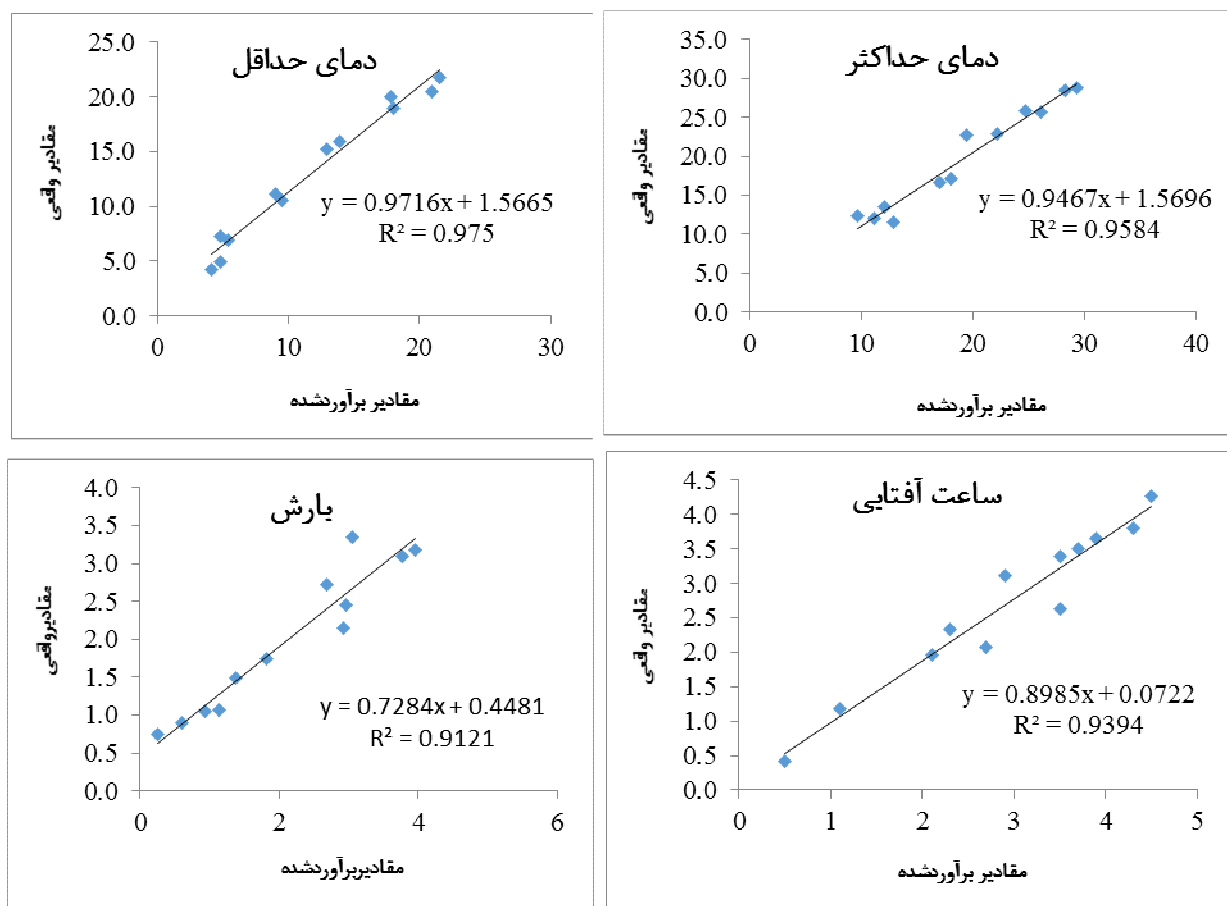 دمای حداقل
25.0
20.0
15.0
10.0
5.0
0.0
مقادیر واقعی
y = 0.9716x + 1.5665
R² = 0.975
0 10 20 30
مقادیر برآوردشده
دمای حداکثر
35.0
30.0
25.0
20.0
15.0
10.0
5.0
0.0
مقادیر واقعی
y = 0.9467x + 1.5696
R² = 0.9584
0 10 20 30 40
مقادیر برآوردشده
بارش
4.0
3.5
3.0
2.5
2.0
1.5
1.0
0.5
0.0
مقادیرواقعی
y = 0.7284x + 0.4481
R² = 0.9121
0 2 4 6
مقادیربرآوردشده
ساعت آفتابی
4.5
4.0
3.5
3.0
2.5
2.0
1.5
1.0
0.5
0.0
مقادیر واقعی
y = 0.8985x + 0.0722
R² = 0.9394
0 1 2 3 4 5
مقادیر برآوردشده